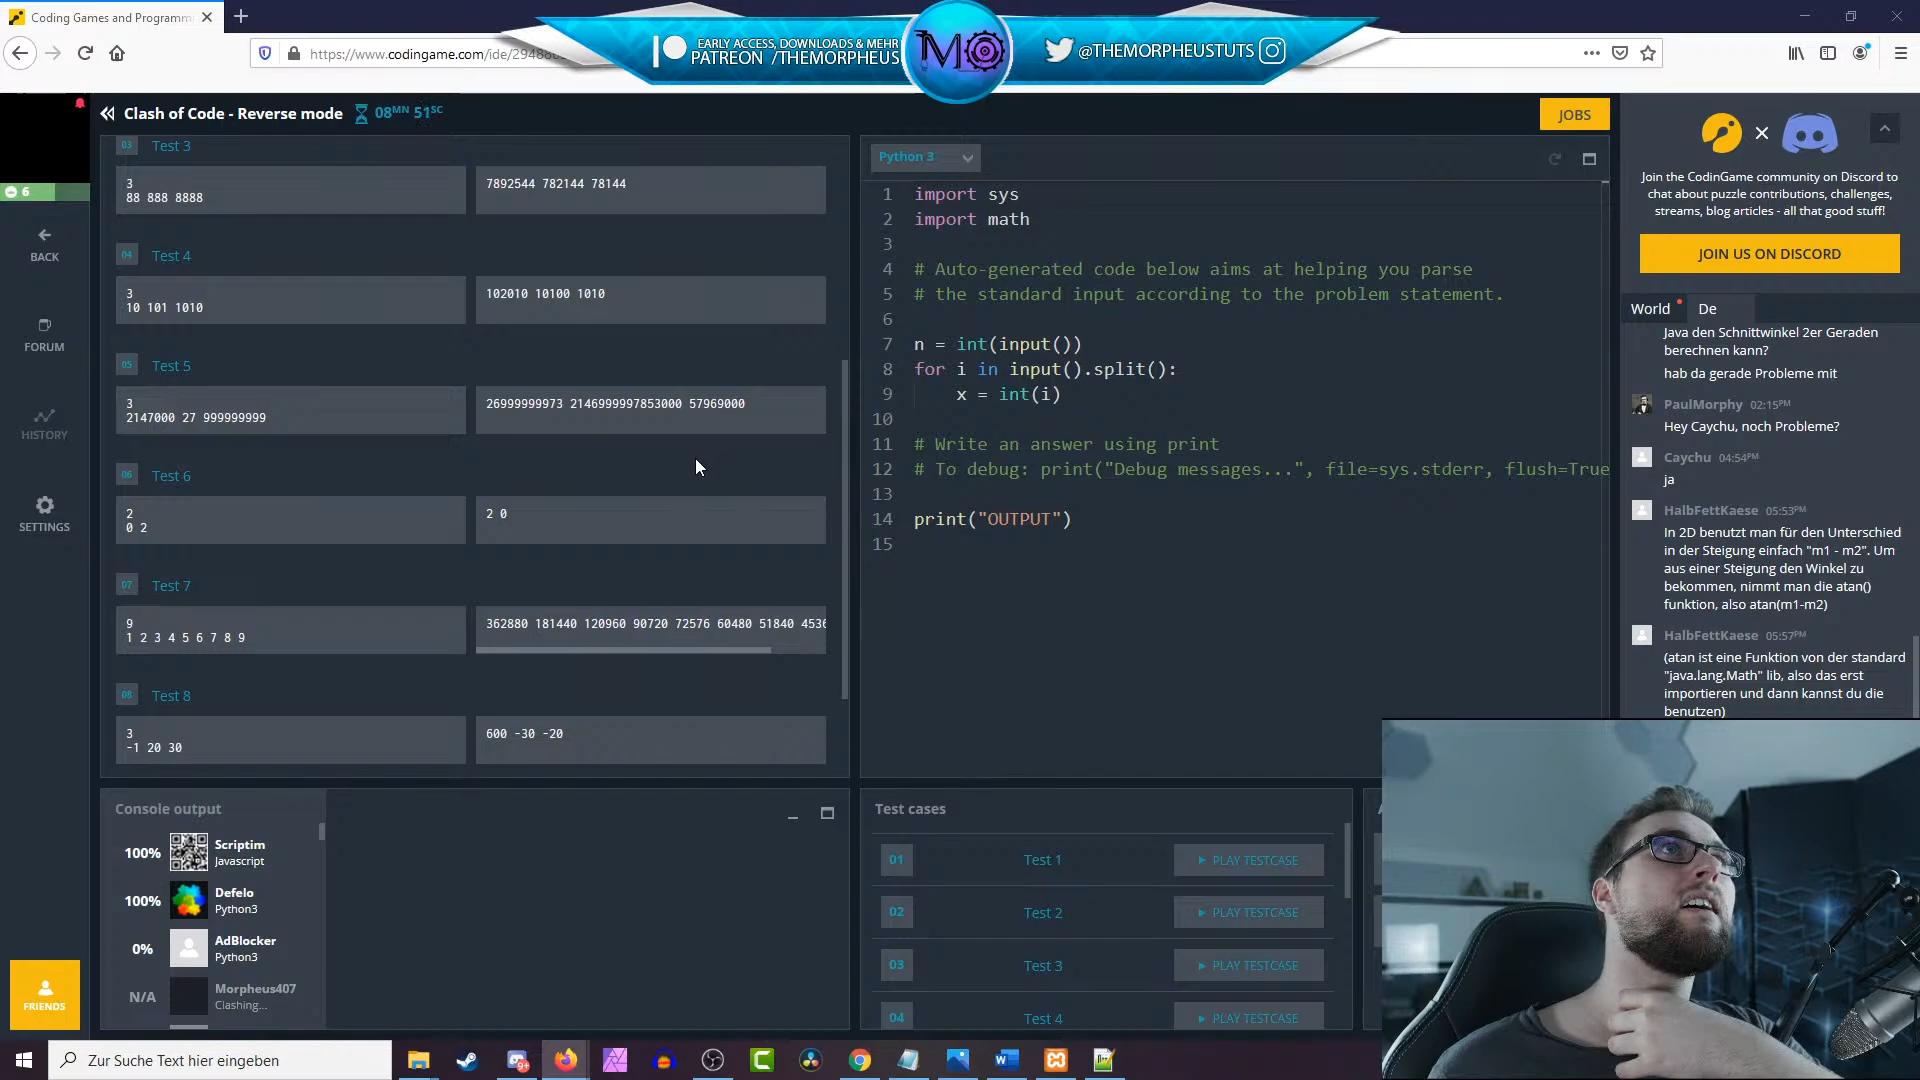 Coding Games and Programm
EARLY ACCESS, DOWNLOADS & MEHR
PATREON /THEMORPHEUS
MO
@THEMORPHEUSTUTS
https://www.codingame.com/ide/2948
Clash of Code - Reverse mode
08MN 51SC
JOBS
6
BACK
FORUM
HISTORY
SETTINGS
FRIENDS
03 Test 3
3
88 888 8888
7892544 782144 78144
04 Test 4
3
10 101 1010
102010 10100 1010
05 Test 5
3
2147000 27 999999999
26999999973 2146999997853000 57969000
06 Test 6
2
0 2
2 0
07 Test 7
9
1 2 3 4 5 6 7 8 9
362880 181440 120960 90720 72576 60480 51840 4536
08 Test 8
3
-1 20 30
600 -30 -20
Python 3
1 import sys
2 import math
3
4 # Auto-generated code below aims at helping you parse
5 # the standard input according to the problem statement.
6
7 n = int(input())
8 for i in input().split():
9 x = int(i)
10
11 # Write an answer using print
12 # To debug: print("Debug messages...", file=sys.stderr, flush=True
13
14 print("OUTPUT")
15
Join the CodinGame community on Discord to
chat about puzzle contributions, challenges,
streams, blog articles - all that good stuff!
JOIN US ON DISCORD
World De
Java den Schnittwinkel 2er Geraden
berechnen kann?
hab da gerade Probleme mit
PaulMorphy 02:15PM
Hey Caychu, noch Probleme?
Caychu 04:54PM
ja
HalbFettKaese 05:53PM
In 2D benutzt man für den Unterschied
in der Steigung einfach "m1 - m2". Um
aus einer Steigung den Winkel zu
bekommen, nimmt man die atan()
funktion, also atan(m1-m2)
HalbFettKaese 05:57PM
(atan ist eine Funktion von der standard
"java.lang.Math" lib, also das erst
importieren und dann kannst du die
benutzen)
Console output
100% Scriptim
Javascript
100% Defelo
Python3
0% AdBlocker
Python3
N/A Morpheus407
Clashing...
Test cases
01 Test 1 PLAY TESTCASE
02 Test 2 PLAY TESTCASE
03 Test 3 PLAY TESTCASE
04 Test 4 PLAY TESTCASE
Zur Suche Text hier eingeben